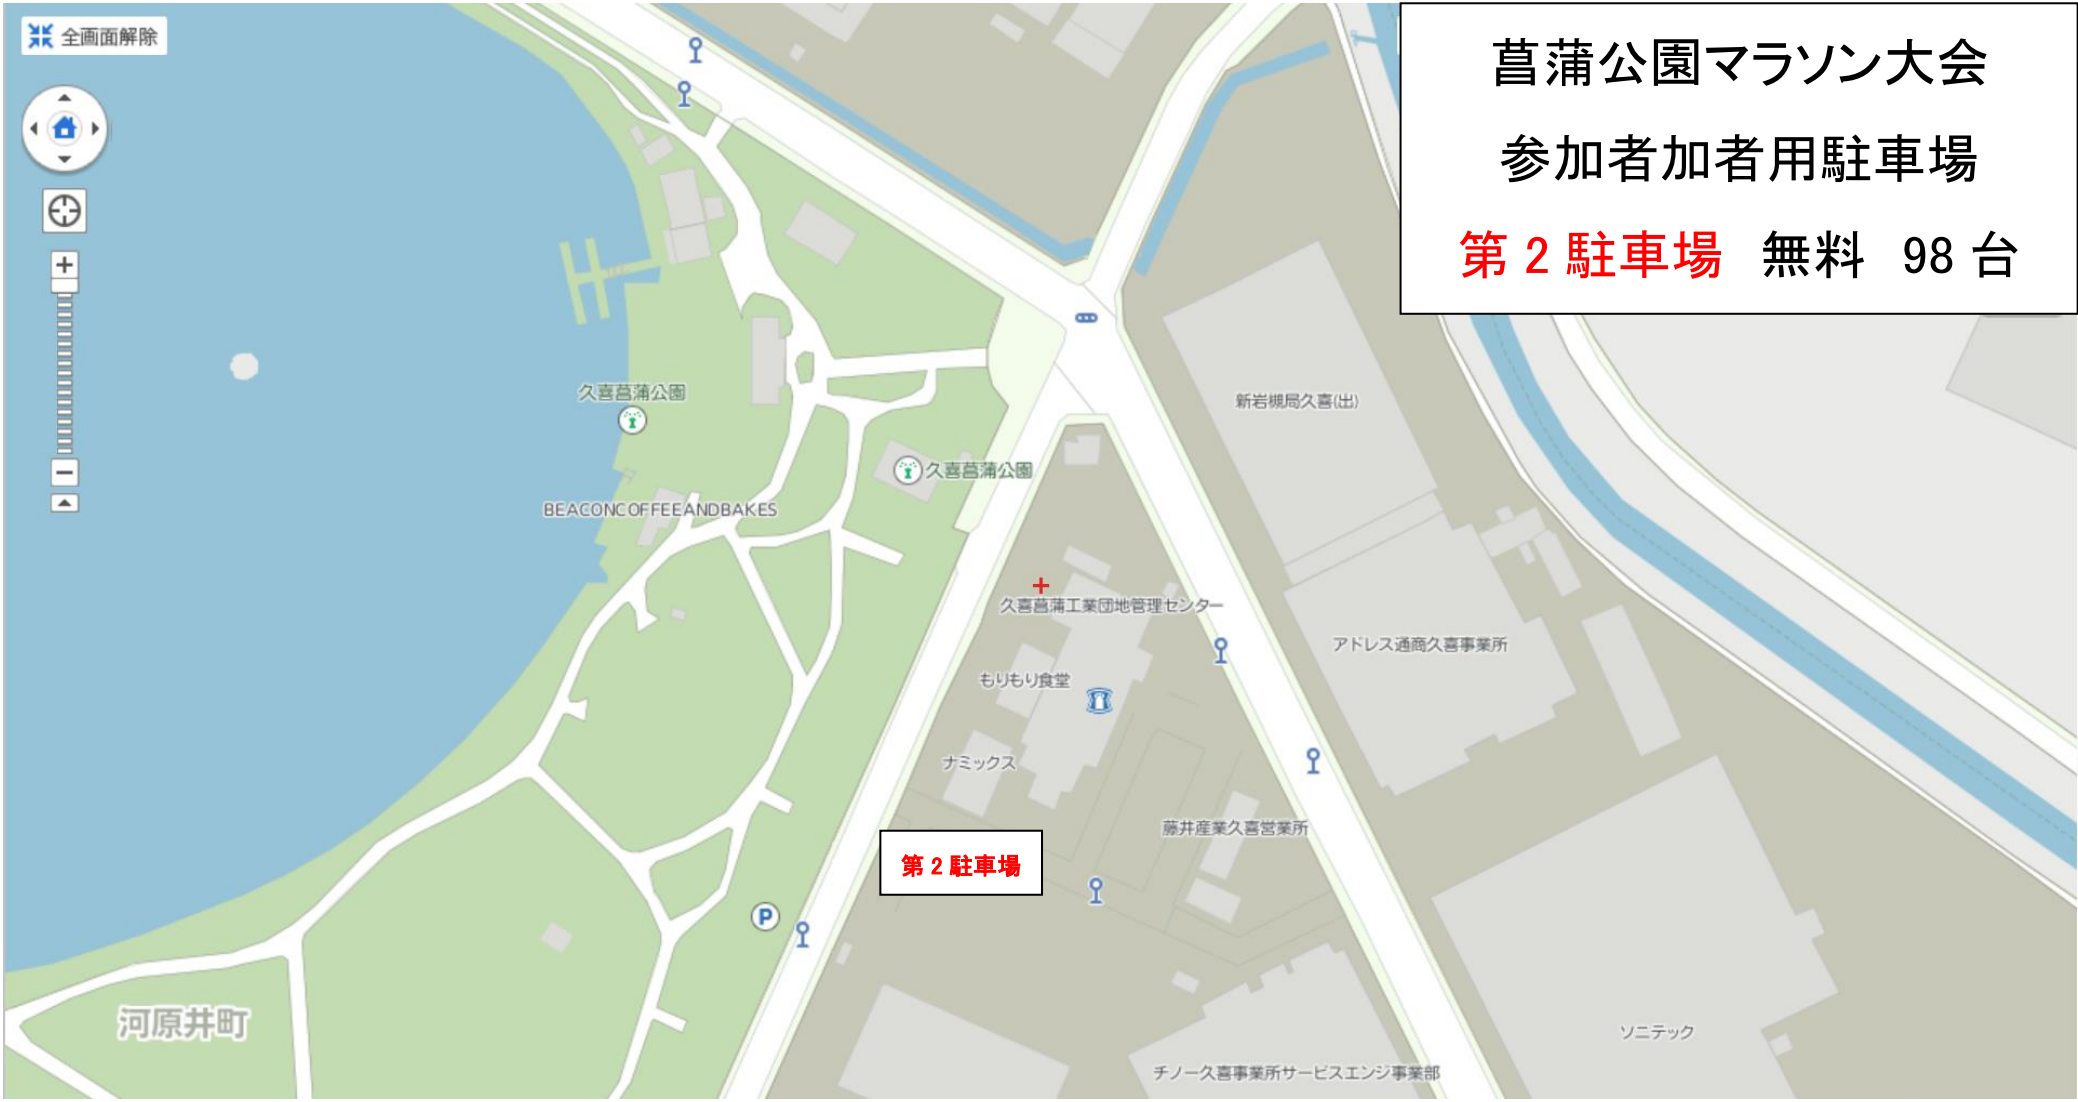 全画面解除
菖蒲公園マラソン大会
参加者加者用駐車場
第2駐車場 無料 98台
久喜菖蒲公園
新岩槻局久喜(出)
久喜菖蒲公園
BEACONCOFFEEANDBAKES
久喜菖蒲工業団地管理センター
アドレス通商久喜事業所
もりもり食堂
ナミックス
藤井産業久喜営業所
第2駐車場
P
河原井町
ソニテック
チノー久喜事業所サービスエンジ事業部